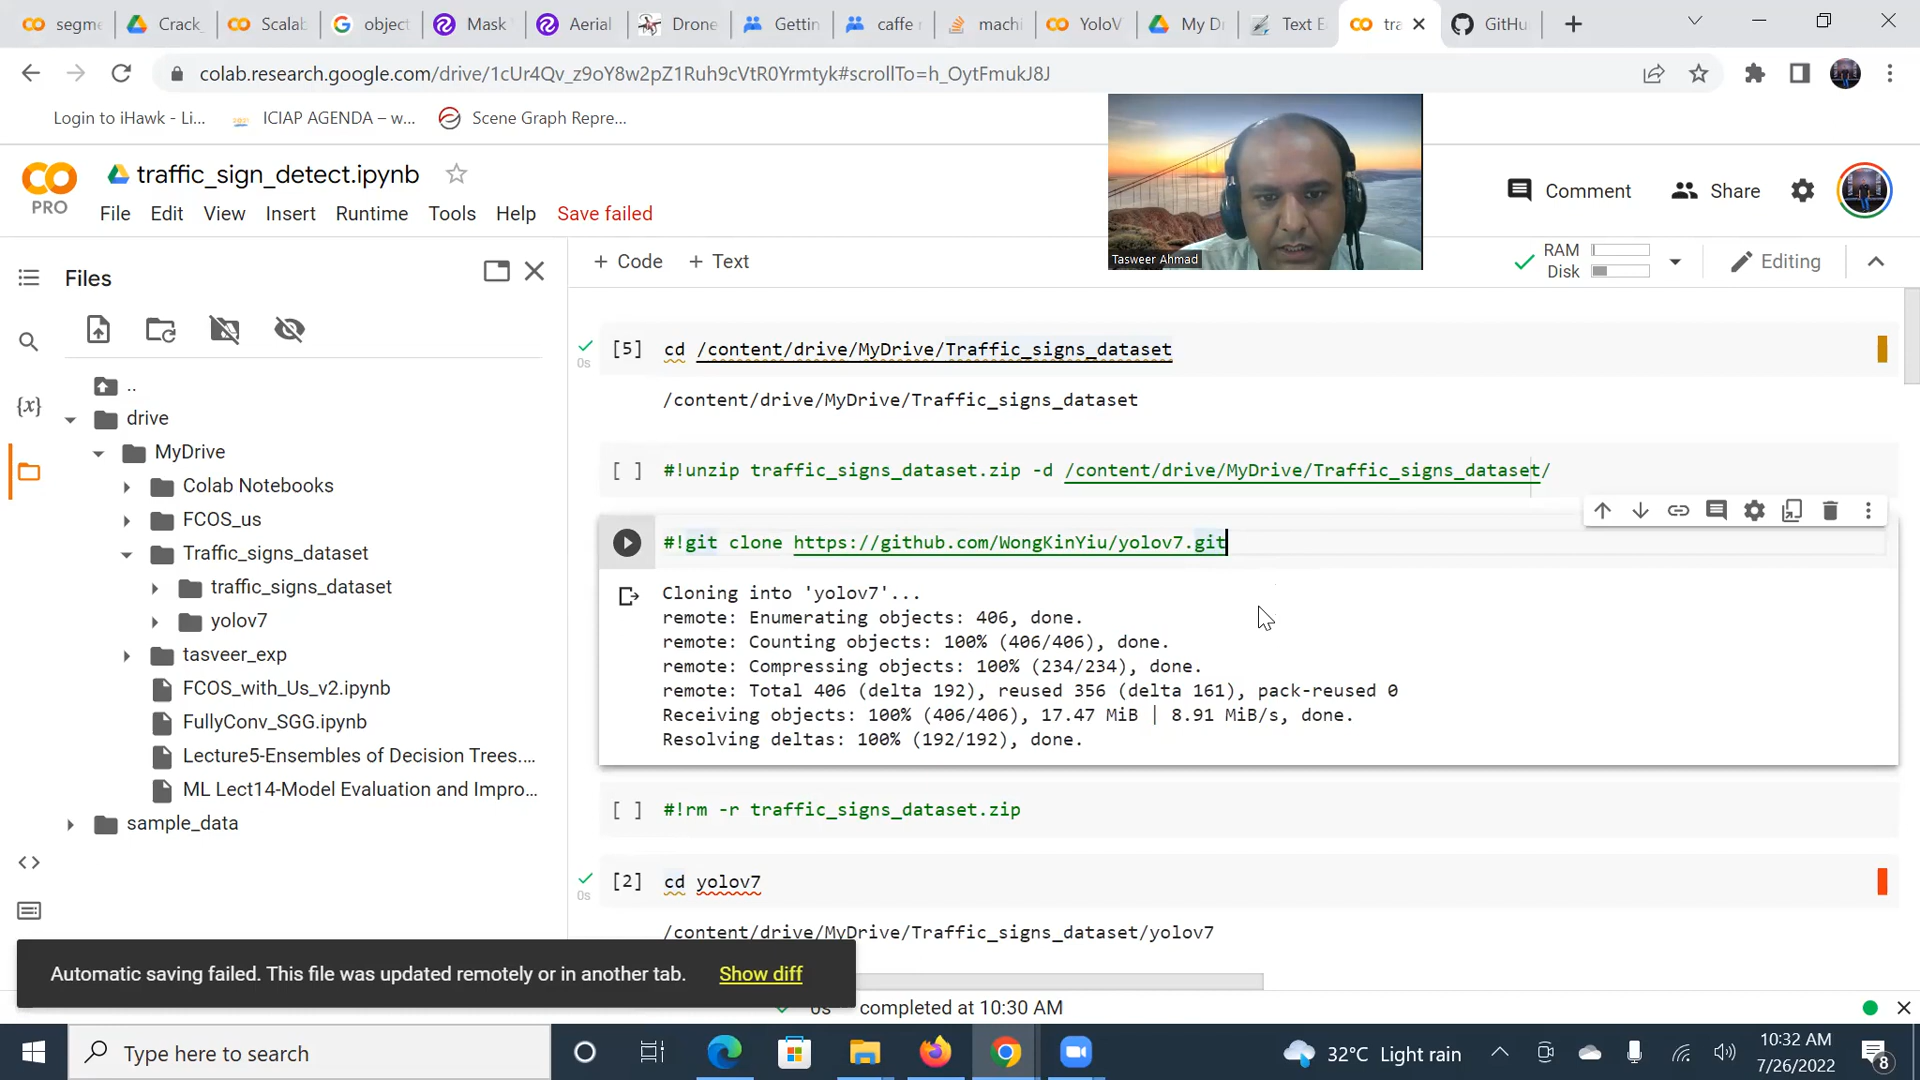 segme
Crack_
Scalab
object
Mask
Aerial
Drone
Gettin
caffe r
machi
YoloV
My Dr
Text E
tra
GitHu
colab.research.google.com/drive/1cUr4Qv_z9oY8w2pZ1Ruh9cVtR0Yrmtyk#scrollTo=h_OytFmukJ8J
Login to iHawk - Li...
ICIAP AGENDA – w...
Scene Graph Repre...
Tasweer Ahmad
PRO
traffic_sign_detect.ipynb
File Edit View Insert Runtime Tools Help Save failed
Comment
Share
+ Code + Text
RAM
Disk
Editing
Files
..
drive
MyDrive
Colab Notebooks
FCOS_us
Traffic_signs_dataset
traffic_signs_dataset
yolov7
tasveer_exp
FCOS_with_Us_v2.ipynb
FullyConv_SGG.ipynb
Lecture5-Ensembles of Decision Trees....
ML Lect14-Model Evaluation and Impro...
sample_data
{x}
<>
[5] cd /content/drive/MyDrive/Traffic_signs_dataset
0s
/content/drive/MyDrive/Traffic_signs_dataset
[ ] #!unzip traffic_signs_dataset.zip -d /content/drive/MyDrive/Traffic_signs_dataset/
#!git clone https://github.com/WongKinYiu/yolov7.git
Cloning into 'yolov7'...
remote: Enumerating objects: 406, done.
remote: Counting objects: 100% (406/406), done.
remote: Compressing objects: 100% (234/234), done.
remote: Total 406 (delta 192), reused 356 (delta 161), pack-reused 0
Receiving objects: 100% (406/406), 17.47 MiB | 8.91 MiB/s, done.
Resolving deltas: 100% (192/192), done.
[ ] #!rm -r traffic_signs_dataset.zip
[2] cd yolov7
0s
/content/drive/MyDrive/Traffic_signs_dataset/yolov7
Automatic saving failed. This file was updated remotely or in another tab. Show diff
0s completed at 10:30 AM
Type here to search
32°C Light rain
10:32 AM
7/26/2022
8